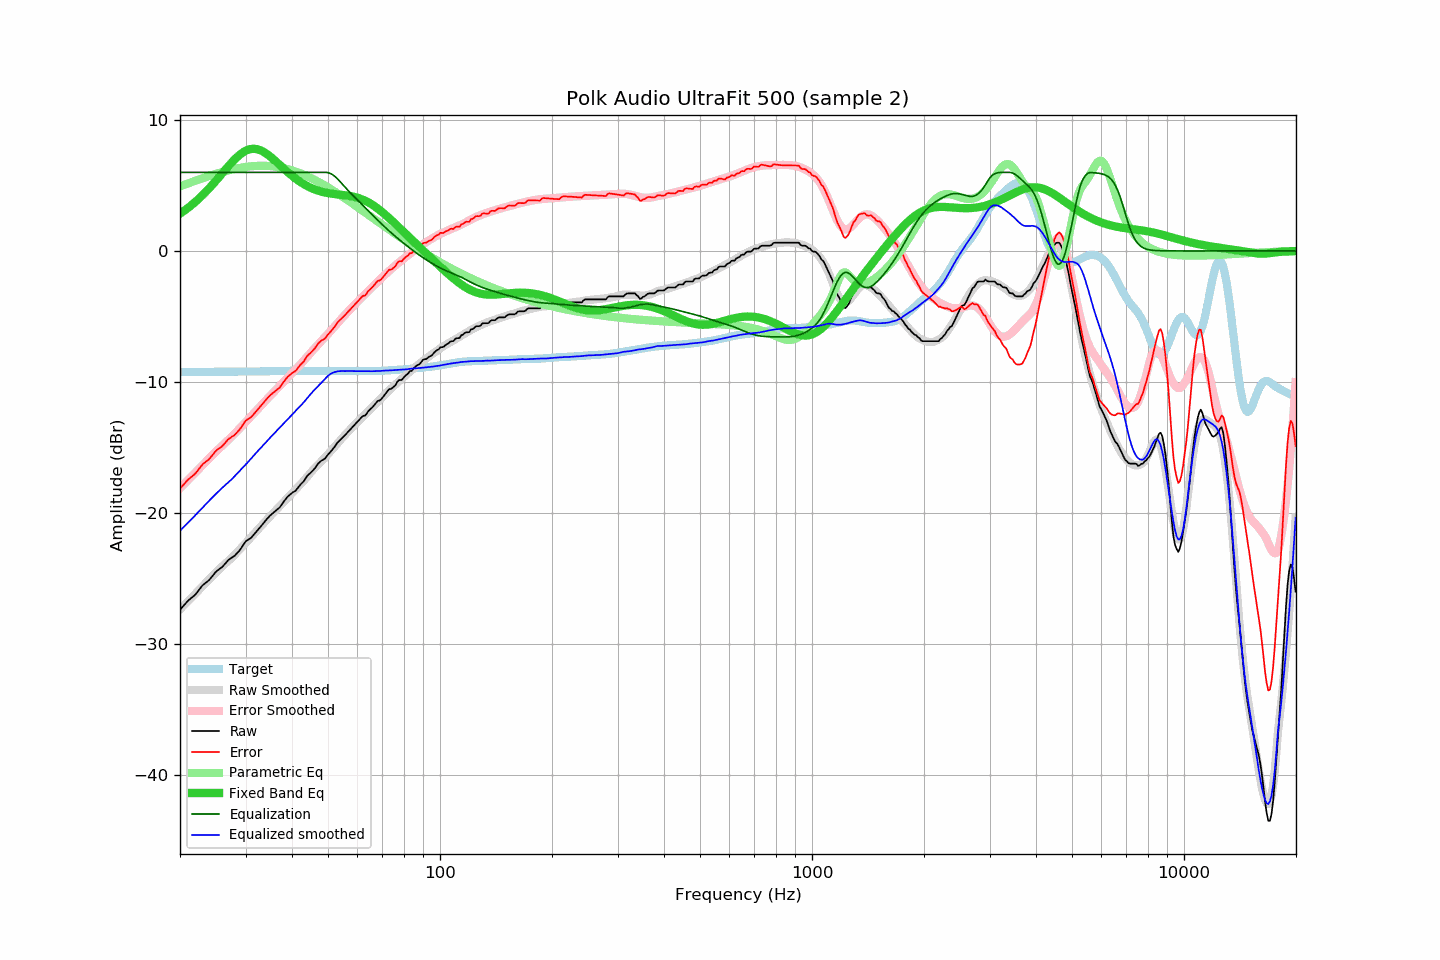 Polk Audio UltraFit 500 (sample 2)
10
0
−10
−20
−30
−40
Amplitude (dBr)
Target
Raw Smoothed
Error Smoothed
Raw
Error
Parametric Eq
Fixed Band Eq
Equalization
Equalized smoothed
100
1000
10000
Frequency (Hz)